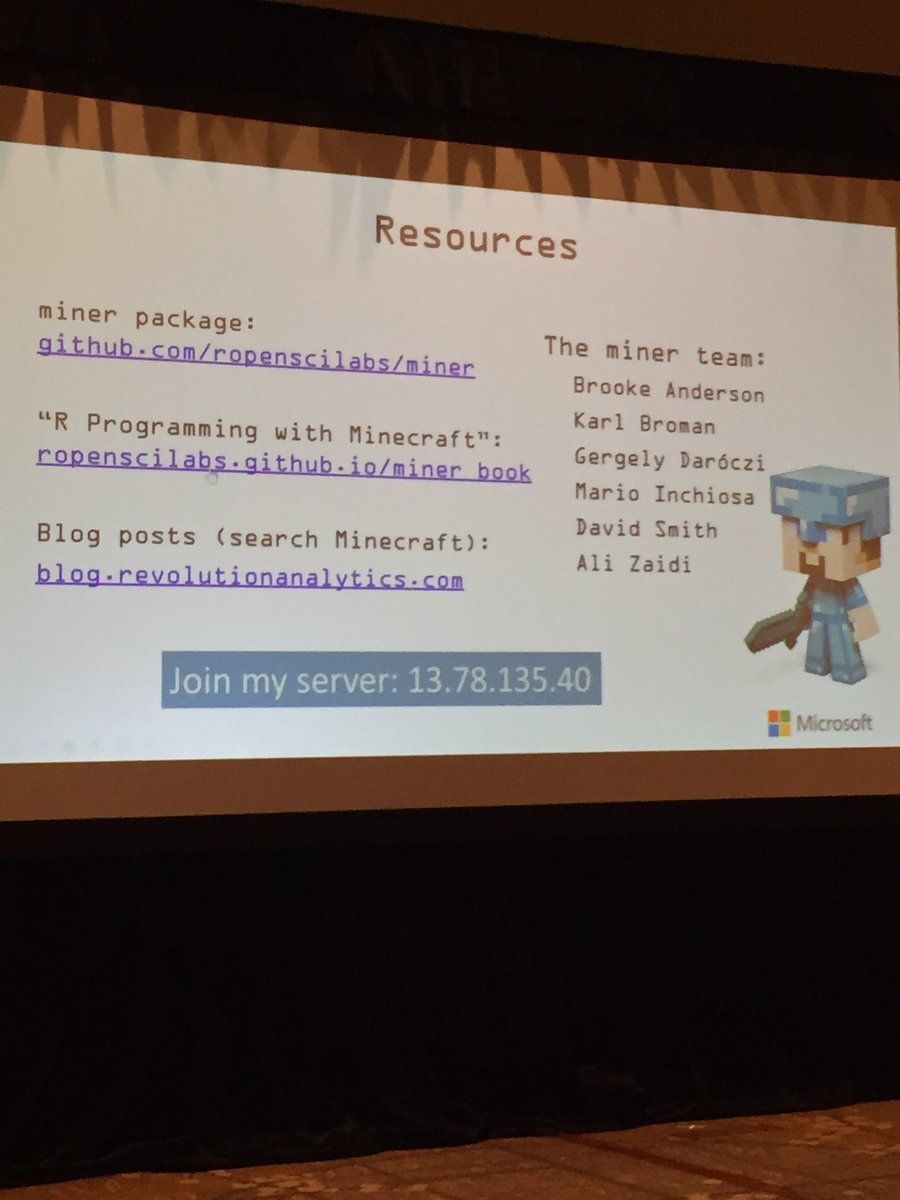 Resources
miner package:
github.com/ropenscilabs/miner
“R Programming with Minecraft”:
ropenscilabs.github.io/miner_book
Blog posts (search Minecraft):
blog.revolutionanalytics.com
The miner team:
Brooke Anderson
Karl Broman
Gergely Daróczi
Mario Inchiosa
David Smith
Ali Zaidi
Join my server: 13.78.135.40
Microsoft